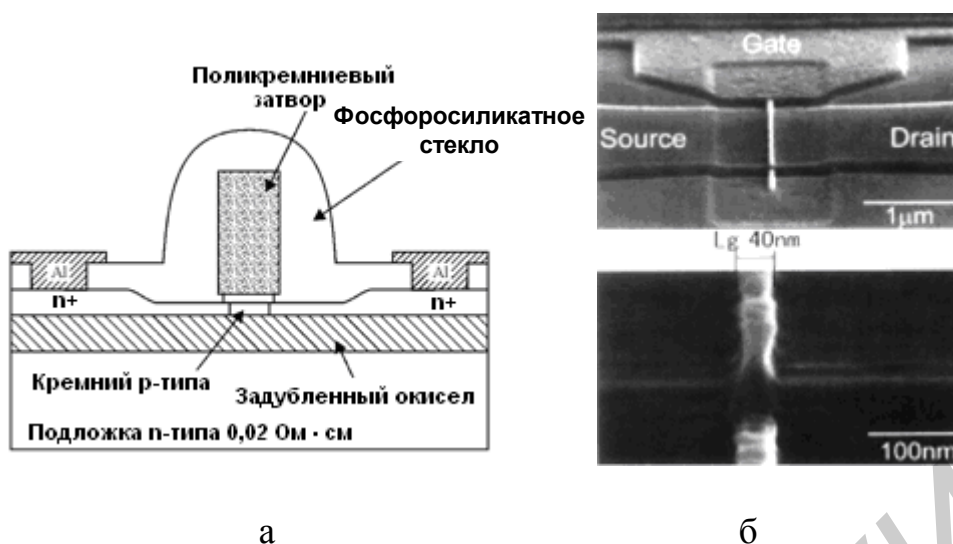 Поликремниевый
затвор
Фосфоросиликатное
стекло
Al
Al
n+
n+
Кремний р-типа
Задубленный окисел
Подложка n-типа 0,02 Ом · см
а
Gate
Source
Drain
1µm
Lg 40nm
100nm
б